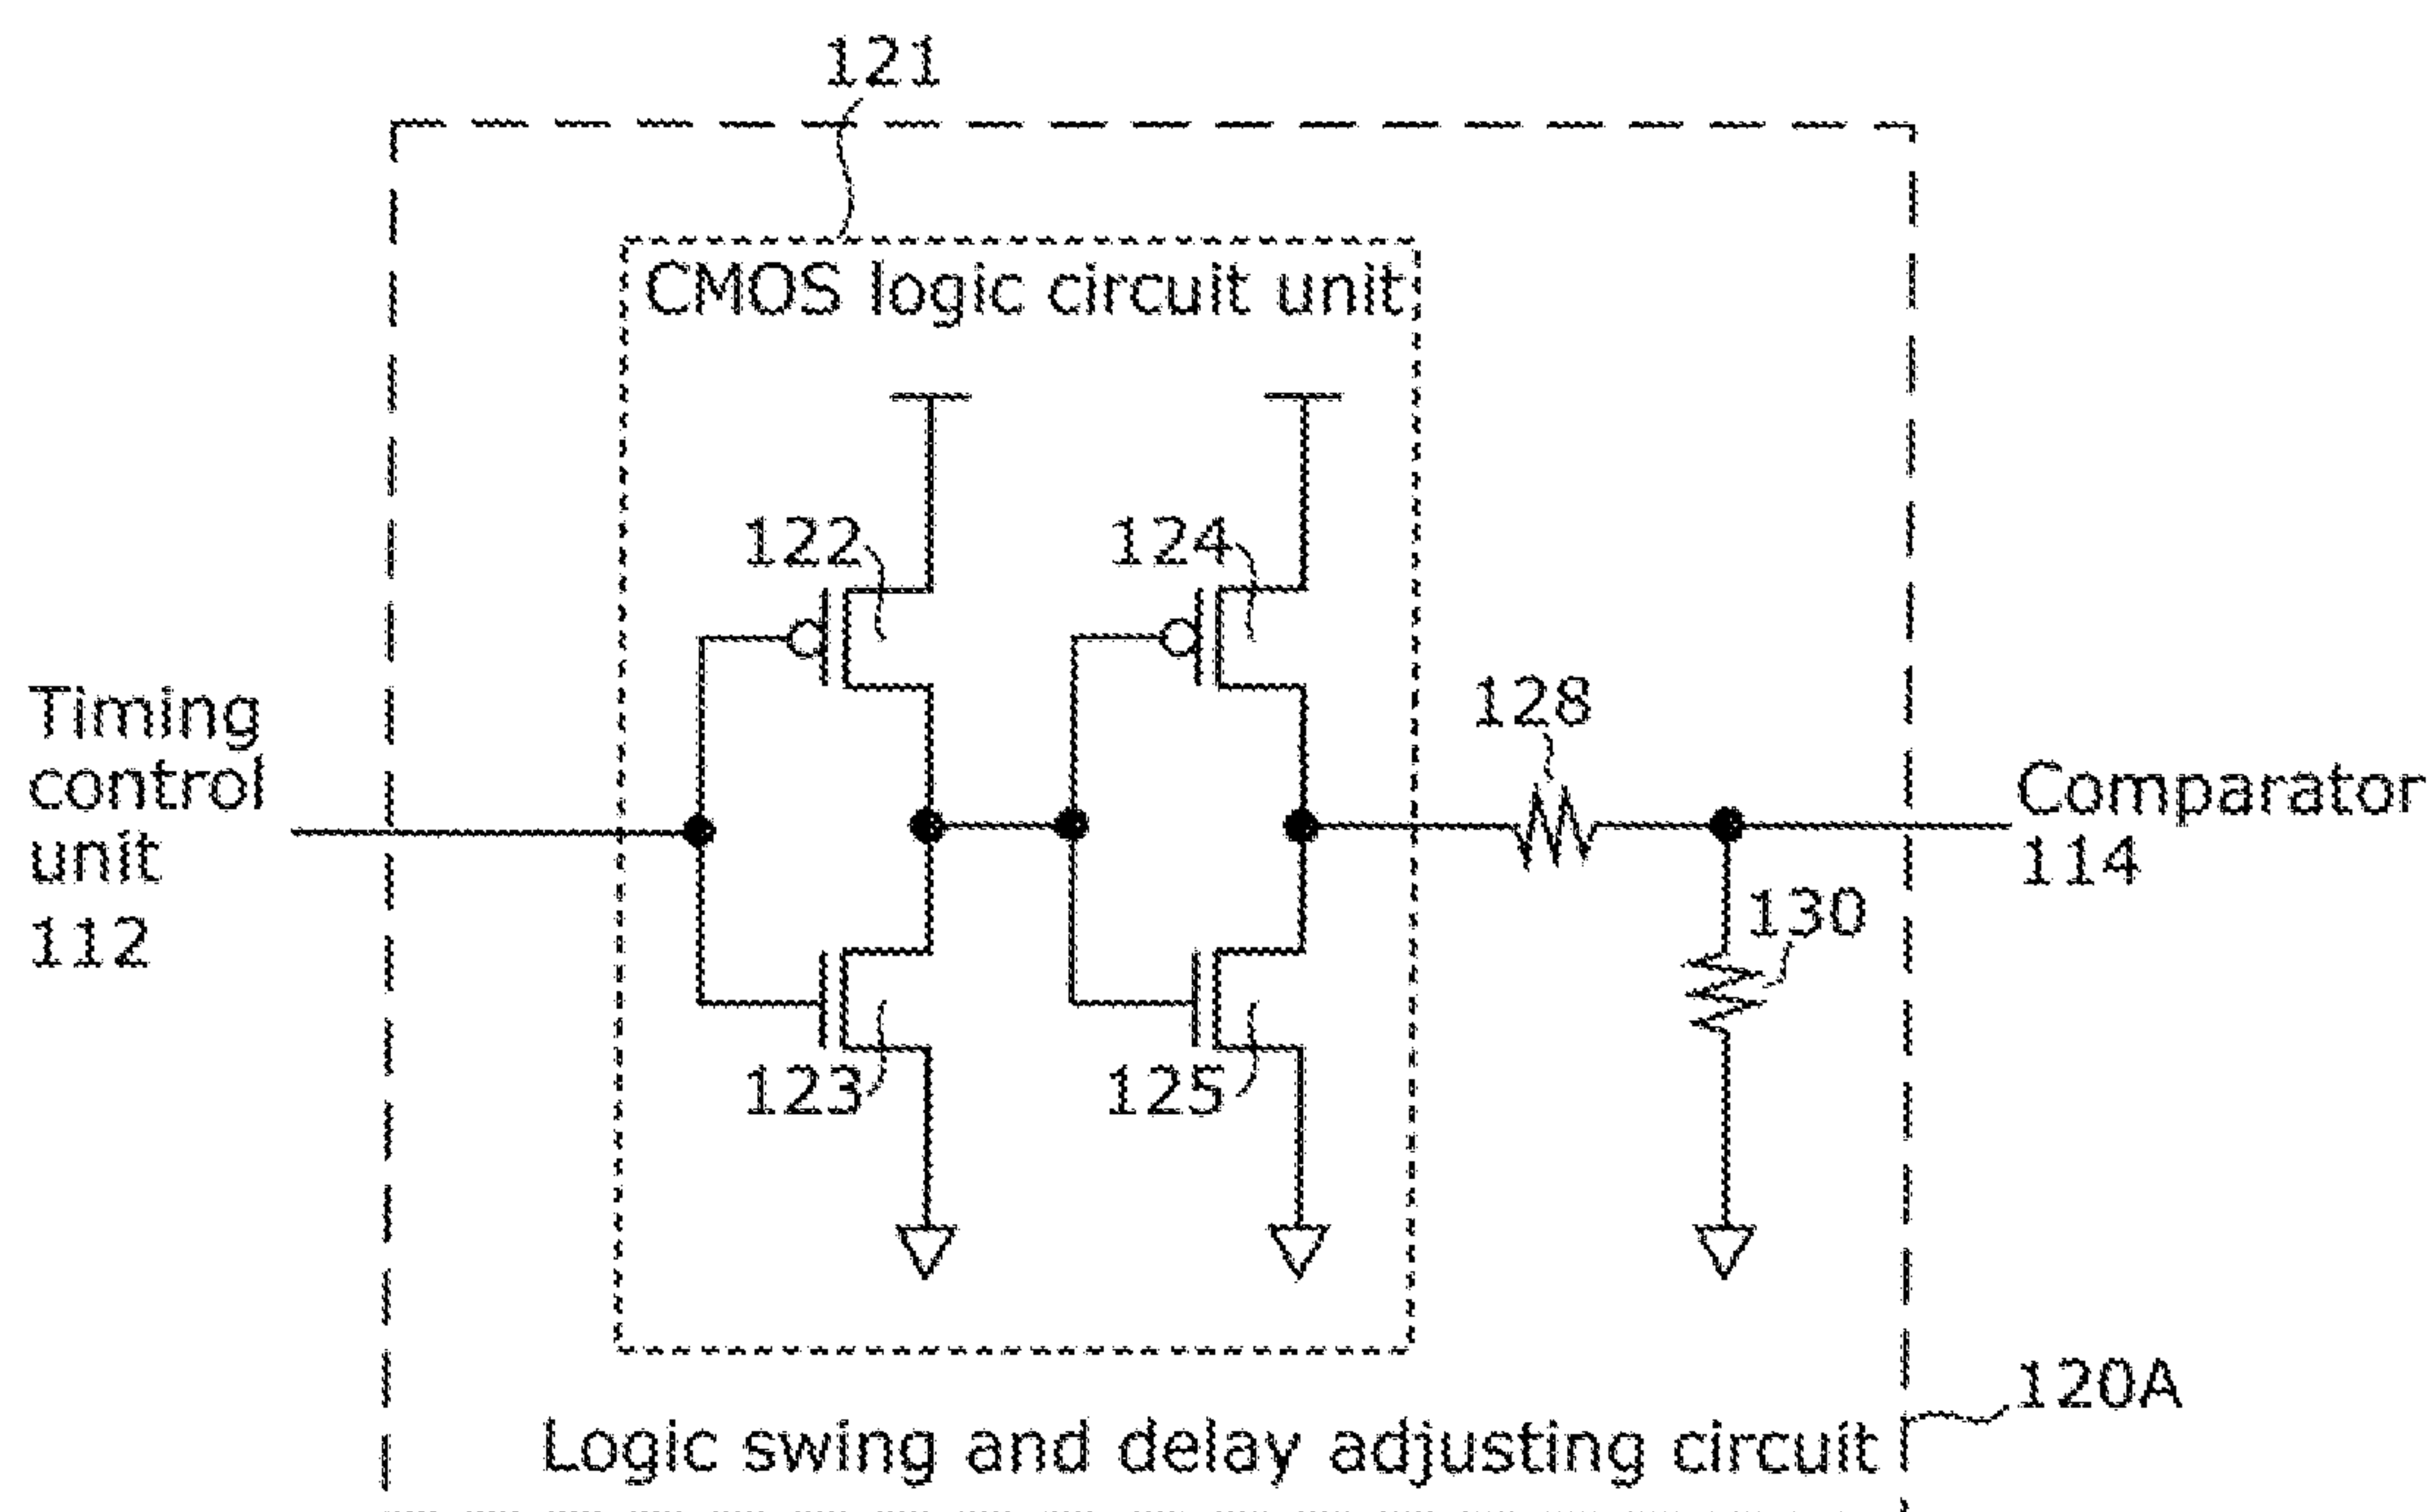 121
CMOS logic circuit unit
122
124
128
Timing
control
unit
112
Comparator
114
130
123
125
120A
Logic swing and delay adjusting circuit